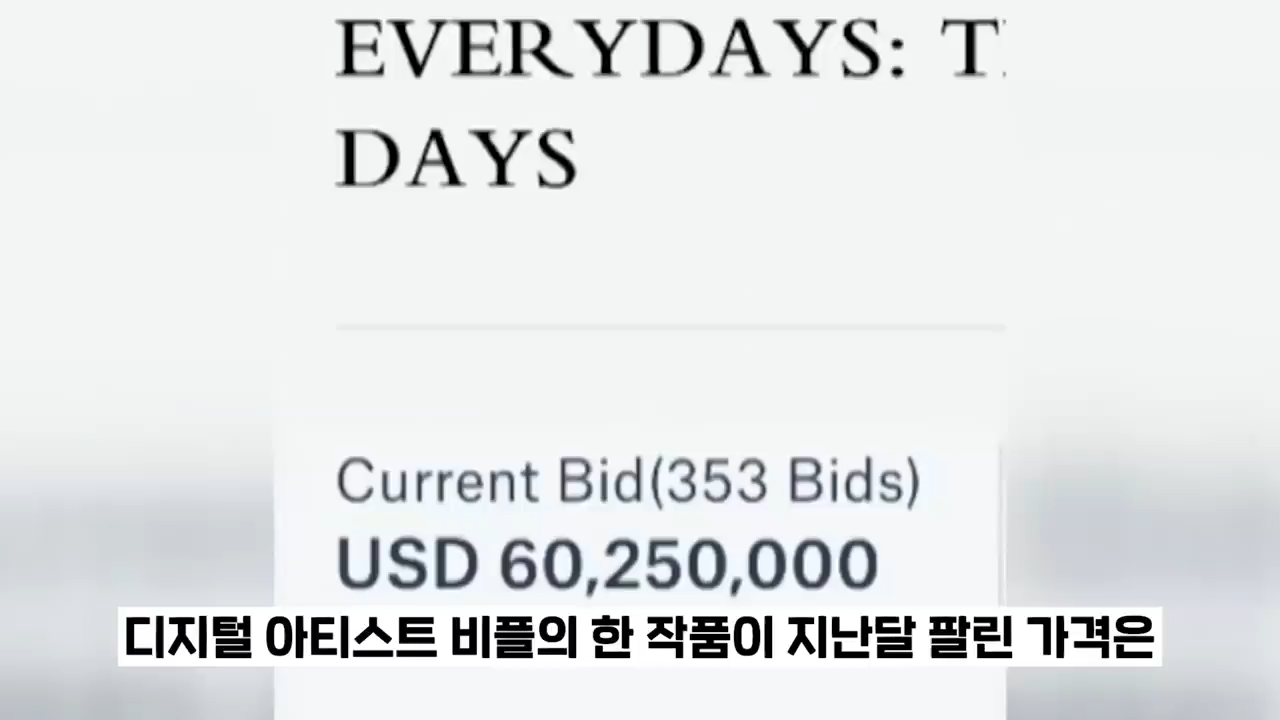 EVERYDAYS:
DAYS
Current Bid(353 Bids)
USD 60,250,000
디지털 아티스트 비플의 한 작품이 지난달 팔린 가격은